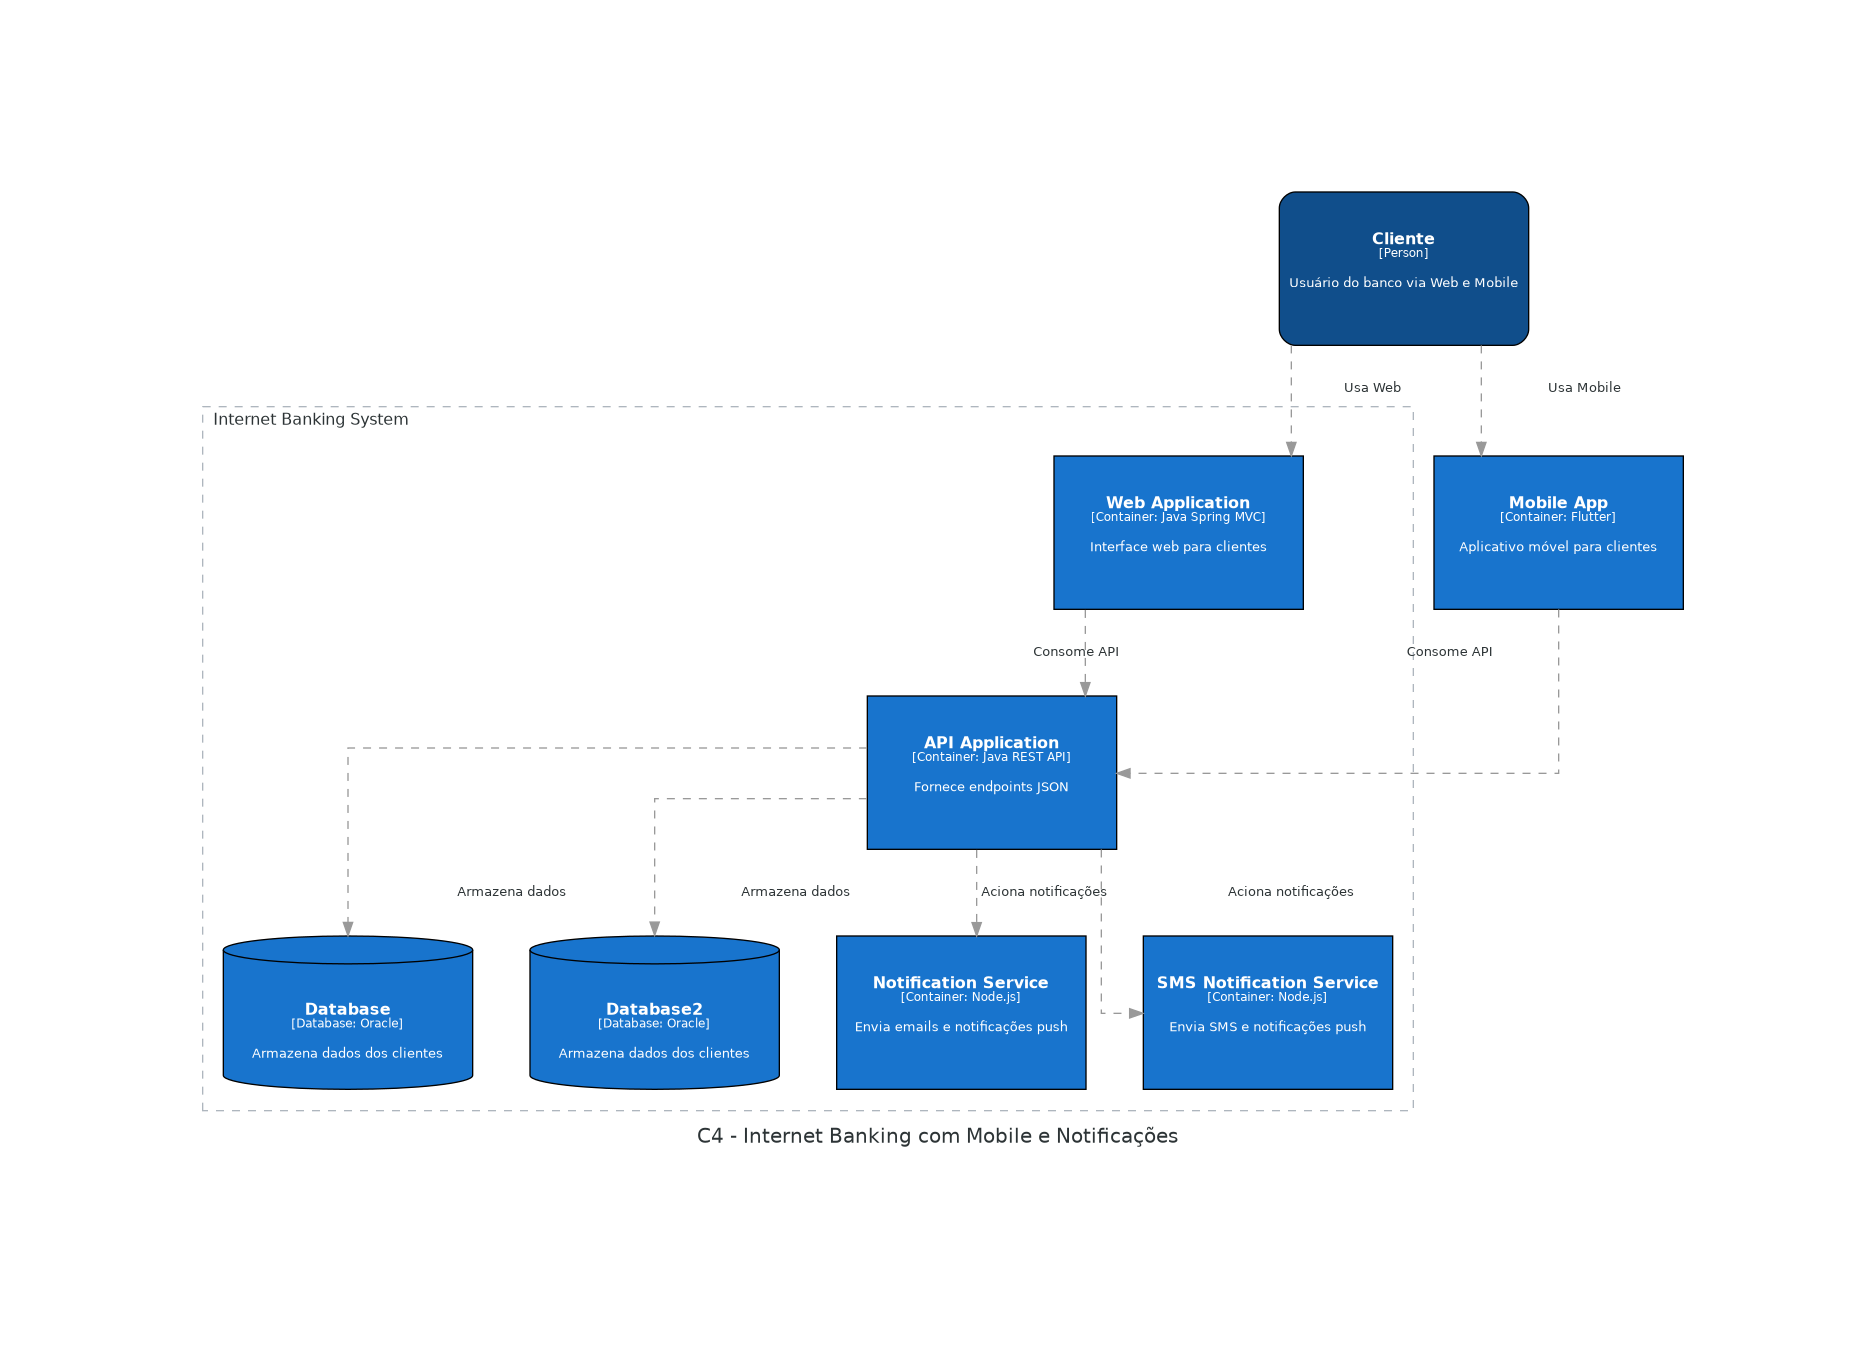 Cliente
[Person]
Usuário do banco via Web e Mobile
Usa Web
Usa Mobile
Internet Banking System
Web Application
[Container: Java Spring MVC]
Interface web para clientes
Mobile App
[Container: Flutter]
Aplicativo móvel para clientes
Consome API
Consome API
API Application
[Container: Java REST API]
Fornece endpoints JSON
Armazena dados
Armazena dados
Aciona notificações
Aciona notificações
Database
[Database: Oracle]
Armazena dados dos clientes
Database2
[Database: Oracle]
Armazena dados dos clientes
Notification Service
[Container: Node.js]
Envia emails e notificações push
SMS Notification Service
[Container: Node.js]
Envia SMS e notificações push
C4 - Internet Banking com Mobile e Notificações